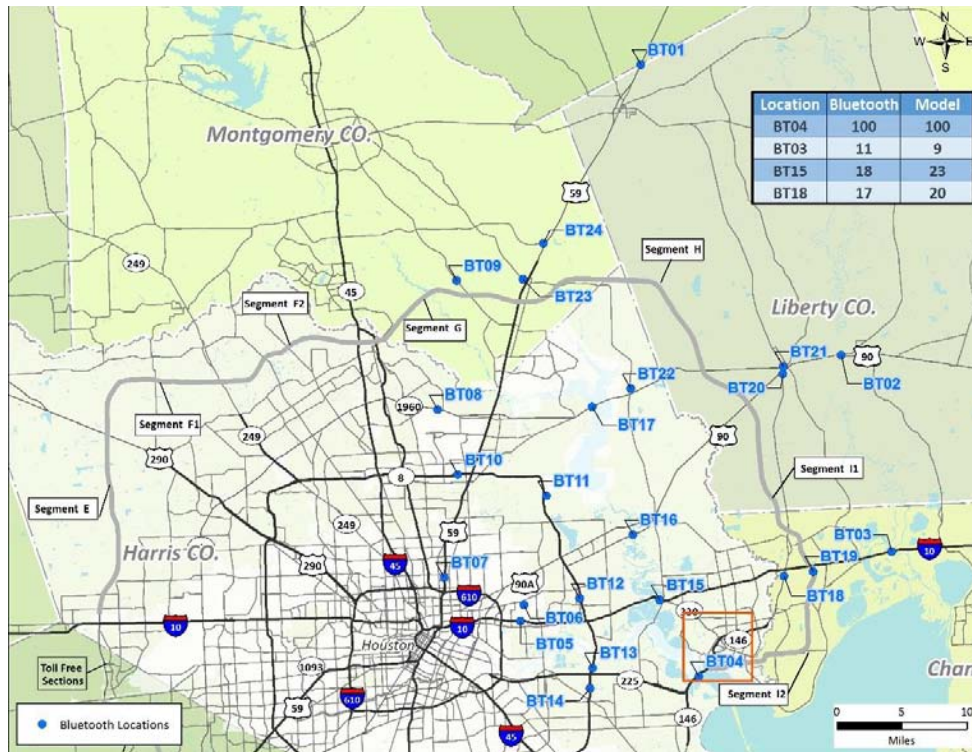 BT01
N
W E
S
Location Bluetooth Model
BT04 100 100
BT03 11 9
BT15 18 23
BT18 17 20
Montgomery CO.
59
BT24
249
BT09
Segment H
45
BT23
Segment F2
Segment G
Liberty CO.
BT21
90
BT22
BT20
BT02
BT08
1960
BT17
Segment F1
249
90
290
BT10
Segment I1
8
BT11
Segment E
249
59
BT16
BT03
Harris CO.
10
290
45
BT07
90A
BT12
BT15
BT19
610
BT18
10
10
BT06
146
Houston
BT05
BT13
BT04
Toll Free
Sections
1093
225
Segment I2
Cham
59
610
BT14
146
Bluetooth Locations
45
0 5 10
Miles